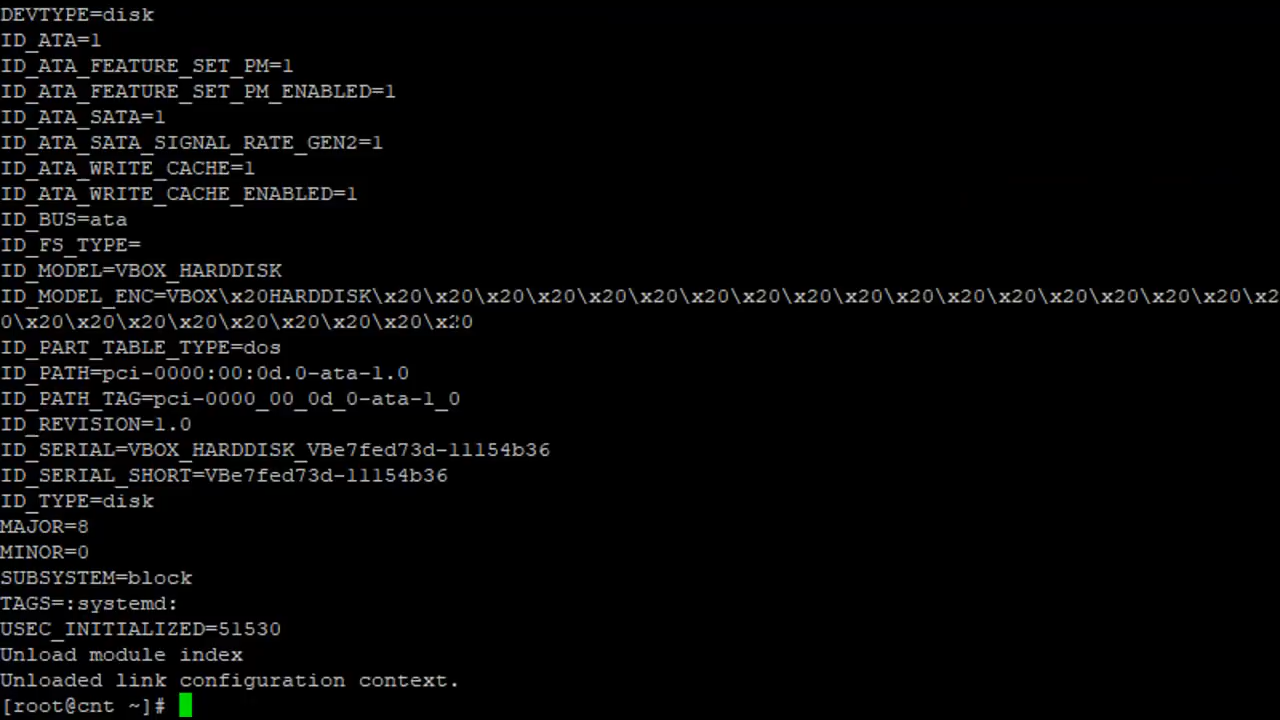 DEVTYPE=disk
ID_ATA=1
ID_ATA_FEATURE_SET_PM=1
ID_ATA_FEATURE_SET_PM_ENABLED=1
ID_ATA_SATA=1
ID_ATA_SATA_SIGNAL_RATE_GEN2=1
ID_ATA_WRITE_CACHE=1
ID_ATA_WRITE_CACHE_ENABLED=1
ID_BUS=ata
ID_FS_TYPE=
ID_MODEL=VBOX_HARDDISK
ID_MODEL_ENC=VBOX\x20HARDDISK\x20\x20\x20\x20\x20\x20\x20\x20\x20\x20\x20\x20\x20\x20\x20\x20\x20\x2
0\x20\x20\x20\x20\x20\x20\x20\x20\x20
ID_PART_TABLE_TYPE=dos
ID_PATH=pci-0000:00:0d.0-ata-1.0
ID_PATH_TAG=pci-0000_00_0d_0-ata-1_0
ID_REVISION=1.0
ID_SERIAL=VBOX_HARDDISK_VBe7fed73d-11154b36
ID_SERIAL_SHORT=VBe7fed73d-11154b36
ID_TYPE=disk
MAJOR=8
MINOR=0
SUBSYSTEM=block
TAGS=:systemd:
USEC_INITIALIZED=51530
Unload module index
Unloaded link configuration context.
[root@cnt ~]#